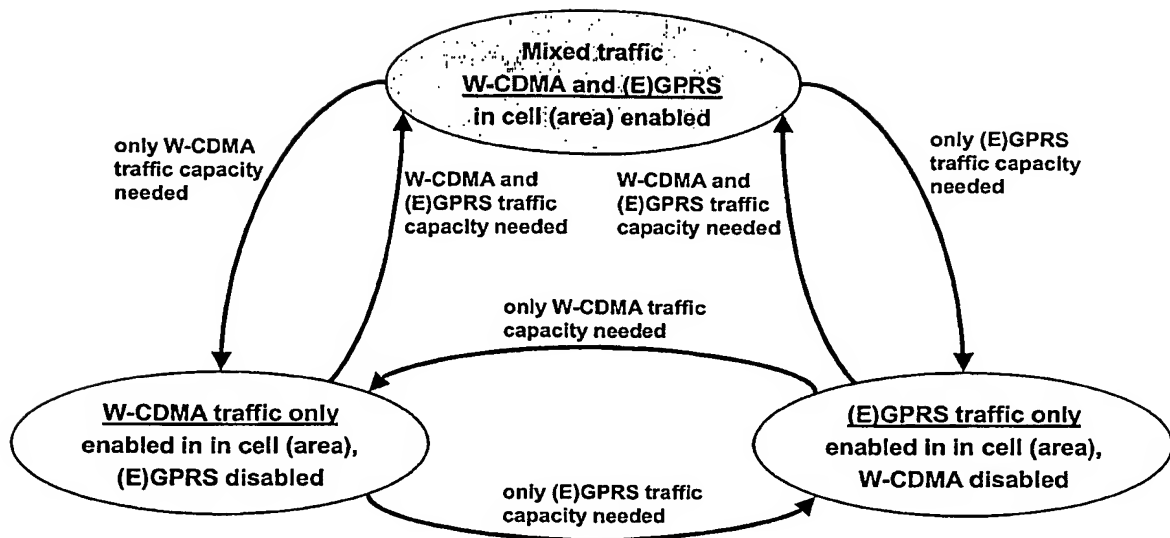 Mixed traffic
W-CDMA and (E)GPRS
in cell (area) enabled
only W-CDMA
traffic capacity
needed
only (E)GPRS
traffic capacity
needed
W-CDMA and
(E)GPRS traffic
capacity needed
W-CDMA and
(E)GPRS traffic
capacity needed
only W-CDMA traffic
capacity needed
W-CDMA traffic only
enabled in in cell (area),
(E)GPRS disabled
(E)GPRS traffic only
enabled in in cell (area),
W-CDMA disabled
only (E)GPRS traffic
capacity needed